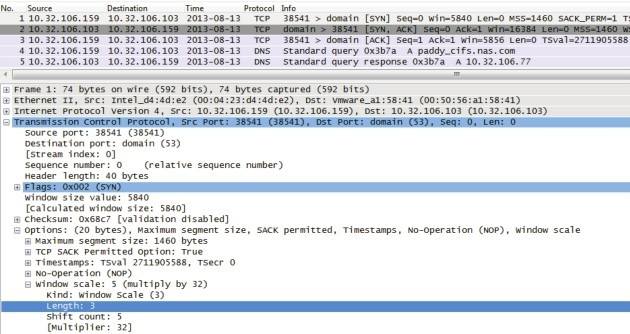 No. Source Destination Time Protocol Info
1 10.32.106.159 10.32.106.103 2013-08-13 TCP 38541 > domain [SYN] Seq=0 Win=5840 Len=0 MSS=1460 SACK_PERM=1 TS
2 10.32.106.103 10.32.106.159 2013-08-13 TCP domain > 38541 [SYN, ACK] Seq=0 Ack=1 Win=16384 Len=0 MSS=1460 WS
3 10.32.106.159 10.32.106.103 2013-08-13 TCP 38541 > domain [ACK] Seq=1 Ack=1 Win=5856 Len=0 TSval=2711905588,
4 10.32.106.159 10.32.106.103 2013-08-13 DNS Standard query 0x3b7a A paddy_cifs.nas.com
5 10.32.106.103 10.32.106.159 2013-08-13 DNS Standard query response 0x3b7a A 10.32.106.77
Frame 1: 74 bytes on wire (592 bits), 74 bytes captured (592 bits)
Ethernet II, Src: Intel_d4:4d:e2 (00:04:23:d4:4d:e2), Dst: Vmware_a1:58:41 (00:50:56:a1:58:41)
Internet Protocol Version 4, Src: 10.32.106.159 (10.32.106.159), Dst: 10.32.106.103 (10.32.106.103)
Transmission Control Protocol, Src Port: 38541 (38541), Dst Port: domain (53), Seq: 0, Len: 0
Source port: 38541 (38541)
Destination port: domain (53)
[Stream index: 0]
Sequence number: 0 (relative sequence number)
Header length: 40 bytes
Flags: 0x002 (SYN)
Window size value: 5840
[Calculated window size: 5840]
Checksum: 0x68c7 [validation disabled]
Options: (20 bytes), Maximum segment size, SACK permitted, Timestamps, No-Operation (NOP), Window scale
Maximum segment size: 1460 bytes
TCP SACK Permitted Option: True
Timestamps: TSval 2711905588, TSecr 0
No-Operation (NOP)
Window scale: 5 (multiply by 32)
Kind: Window Scale (3)
Length: 3
Shift count: 5
[Multiplier: 32]